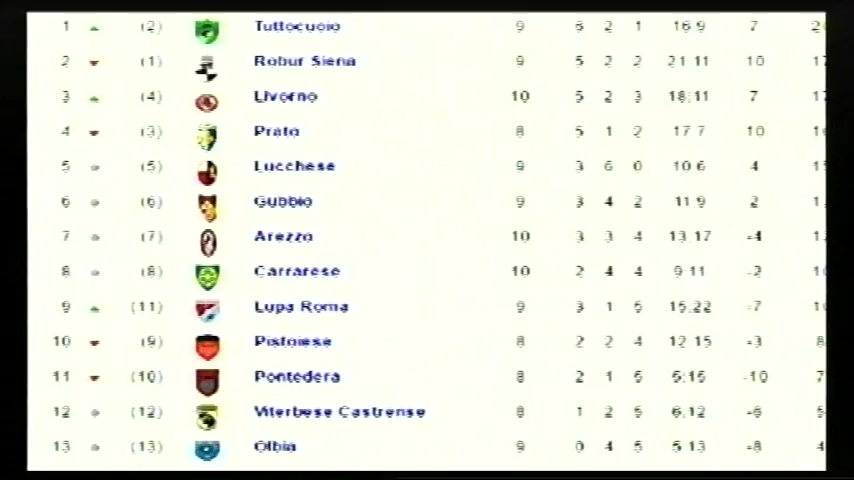 1 (2) Tuttocuoio 9 6 2 1 16:9 7
2 (1) Robur Siena 9 5 2 2 21:11 10 17
3 (4) Livorno 10 5 2 3 18:11 7 17
4 (3) Prato 8 5 1 2 17:7 10
5 (5) Lucchese 9 3 6 0 10:6 4
6 (6) Gubbio 9 3 4 2 11:9 2
7 (7) Arezzo 10 3 3 4 13:17 -4
8 (8) Carrarese 10 2 4 4 9:11 -2
9 (11) Lupa Roma 9 3 1 5 15:22 -7
10 (9) Pistoiese 8 2 2 4 12:15 -3 8
11 (10) Pontedera 8 2 1 5 5:15 -10 7
12 (12) Viterbese Castrense 8 1 2 5 6:12 -6 5
13 (13) Olbia 9 0 4 5 5:13 -8 4